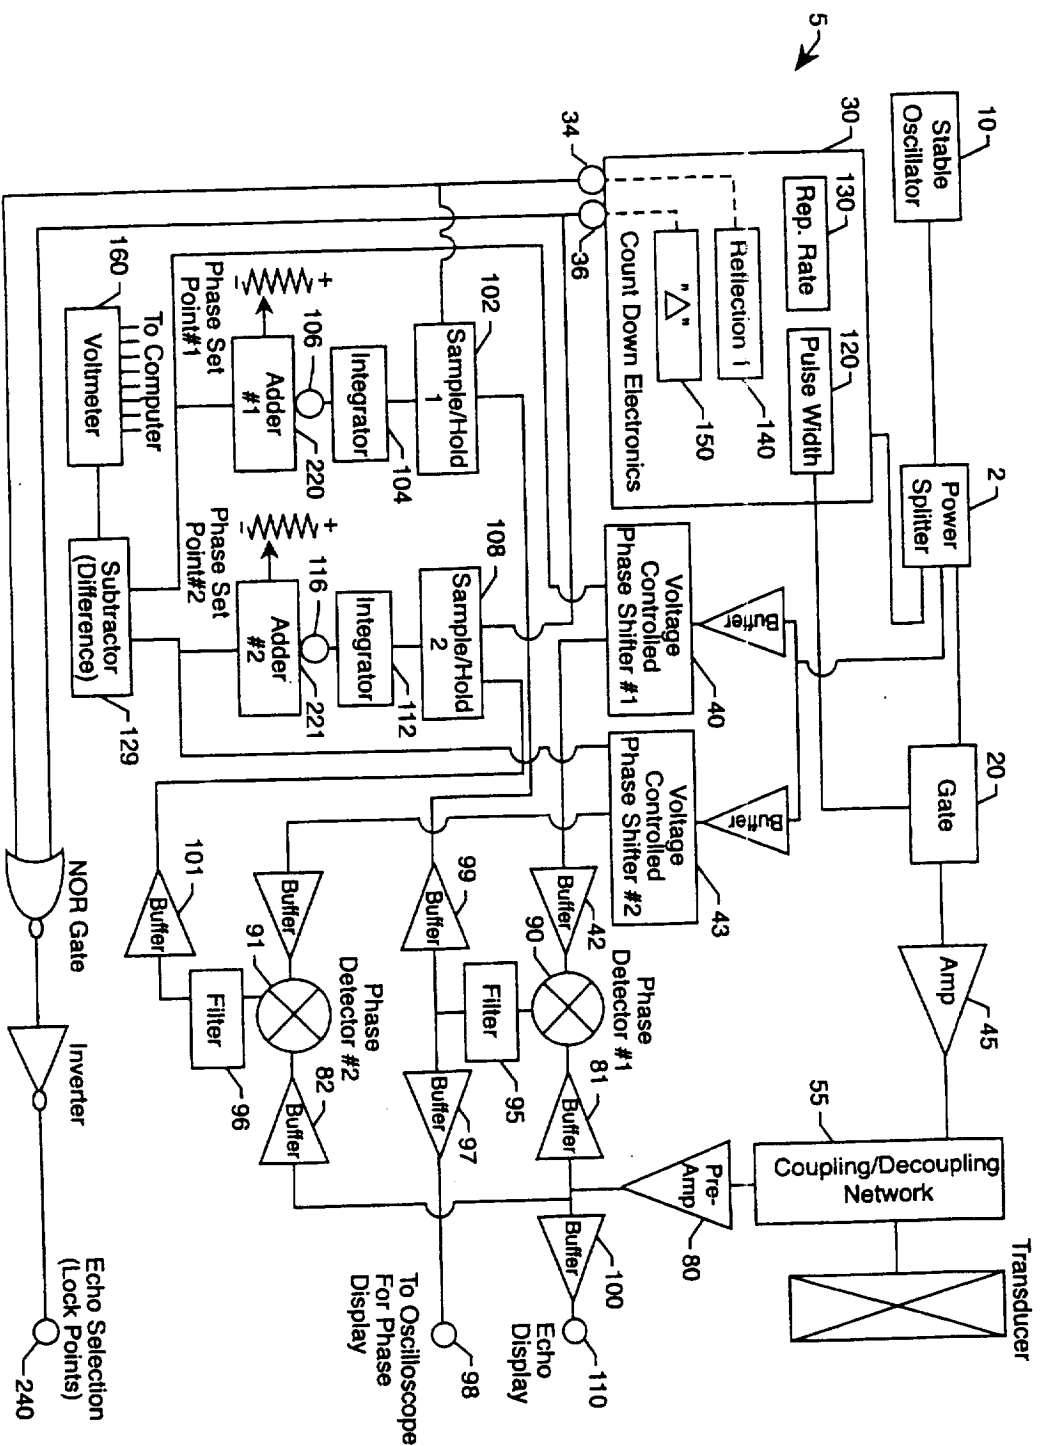 5
10
Stable
Oscillator
2
Power
Splitter
20
Gate
Amp
45
55
Coupling/Decoupling
Network
Transducer
30
130
Rep. Rate
120
Pulse Width
Reflection 1
140
"△"
150
Count Down Electronics
34
36
Buffer
Voltage
Controlled
Phase Shifter #1
40
Buffer
Voltage
Controlled
Phase Shifter #2
43
Pre-
Amp
80
Buffer
42
90
Phase
Detector #1
Buffer
81
Buffer
100
110
Echo
Display
Filter
95
Buffer
99
Buffer
97
98
To Oscilloscope
For Phase
Display
Buffer
91
Phase
Detector #2
Buffer
82
Filter
96
Buffer
101
102
Sample/Hold
1
108
Sample/Hold
2
Integrator
104
Integrator
112
106
116
Adder
#1
220
Adder
#2
221
+
-
Phase Set
Point#1
+
-
Phase Set
Point#2
To Computer
160
Voltmeter
Subtractor
(Difference)
129
NOR Gate
Inverter
Echo Selection
(Lock Points)
240